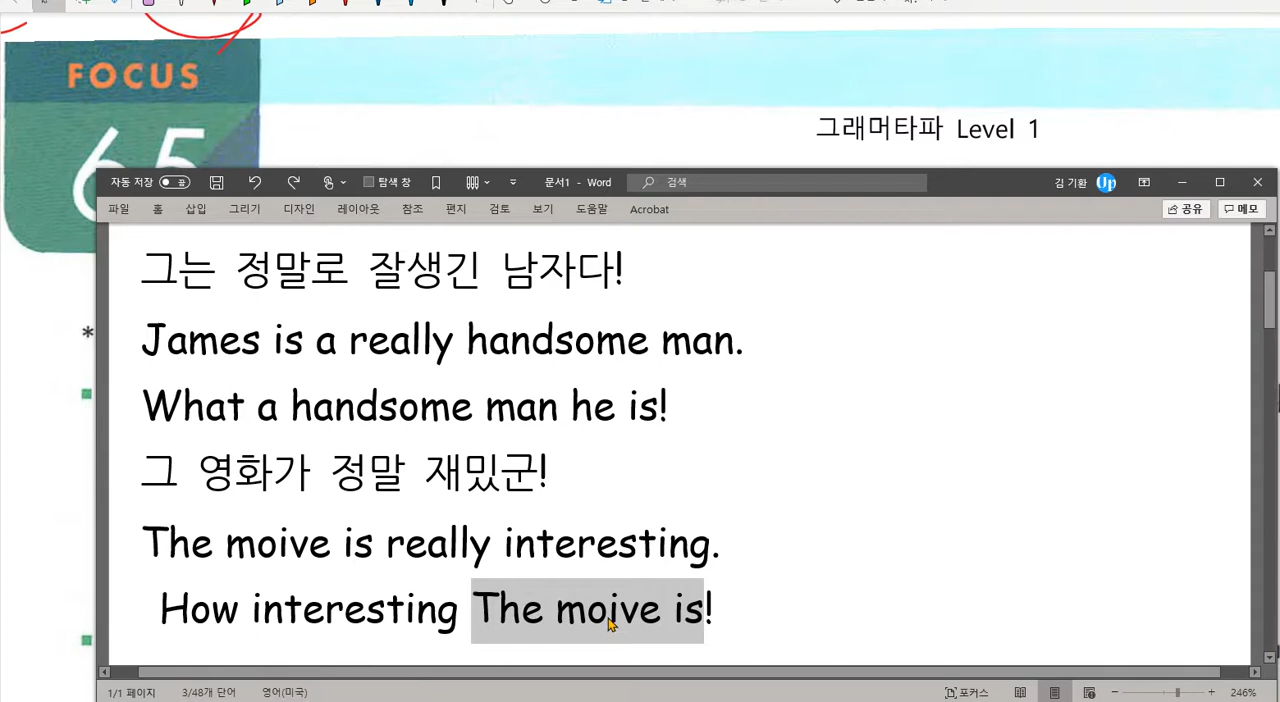 FOCUS
65
그래머타파 Level 1
자동 저장 끔 탐색 창 문서1 - Word 검색 김 기환 Up
파일 홈 삽입 그리기 디자인 레이아웃 참조 편지 검토 보기 도움말 Acrobat 공유 메모
그는 정말로 잘생긴 남자다!
*
James is a really handsome man.
What a handsome man he is!
그 영화가 정말 재밌군!
The moive is really interesting.
How interesting The moive is!
1/1 페이지 3/48개 단어 영어(미국) 포커스 246%